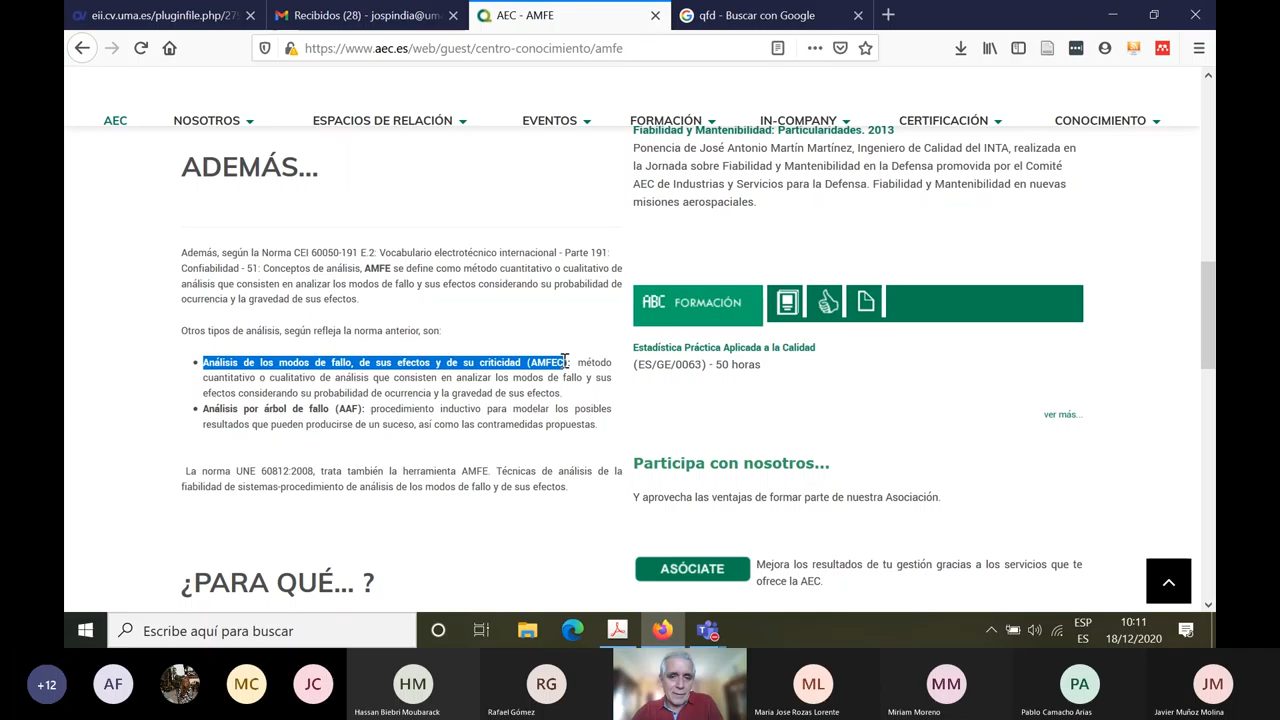 eii.cv.uma.es/pluginfile.php/27
Recibidos (28) - jospindia@um
AEC - AMFE
qfd - Buscar con Google
https://www.aec.es/web/guest/centro-conocimiento/amfe
AEC
NOSOTROS
ESPACIOS DE RELACIÓN
EVENTOS
FORMACIÓN
IN-COMPANY
CERTIFICACIÓN
CONOCIMIENTO
ADEMÁS...
Además, según la Norma CEI 60050-191 E.2: Vocabulario electrotécnico internacional - Parte 191:
Confiabilidad - 51: Conceptos de análisis, AMFE se define como método cuantitativo o cualitativo de
análisis que consisten en analizar los modos de fallo y sus efectos considerando su probabilidad de
ocurrencia y la gravedad de sus efectos.
Otros tipos de análisis, según refleja la norma anterior, son:
• Análisis de los modos de fallo, de sus efectos y de su criticidad (AMFEC): método
cuantitativo o cualitativo de análisis que consisten en analizar los modos de fallo y sus
efectos considerando su probabilidad de ocurrencia y la gravedad de sus efectos.
• Análisis por árbol de fallo (AAF): procedimiento inductivo para modelar los posibles
resultados que pueden producirse de un suceso, así como las contramedidas propuestas.
La norma UNE 60812:2008, trata también la herramienta AMFE. Técnicas de análisis de la
fiabilidad de sistemas-procedimiento de análisis de los modos de fallo y de sus efectos.
¿PARA QUÉ... ?
Fiabilidad y Mantenibilidad: Particularidades. 2013
Ponencia de José Antonio Martín Martínez, Ingeniero de Calidad del INTA, realizada en
la Jornada sobre Fiabilidad y Mantenibilidad en la Defensa promovida por el Comité
AEC de Industrias y Servicios para la Defensa. Fiabilidad y Mantenibilidad en nuevas
misiones aeroespaciales.
ABC FORMACIÓN
Estadística Práctica Aplicada a la Calidad
(ES/GE/0063) - 50 horas
ver más...
Participa con nosotros...
Y aprovecha las ventajas de formar parte de nuestra Asociación.
ASÓCIATE
Mejora los resultados de tu gestión gracias a los servicios que te
ofrece la AEC.
Escribe aquí para buscar
ESP
ES
10:11
18/12/2020
+12
AF
MC
JC
HM
Hassan Biebri Moubarack
RG
Rafael Gómez
ML
Maria Jose Rozas Lorente
MM
Miriam Moreno
PA
Pablo Camacho Arias
JM
Javier Muñoz Molina